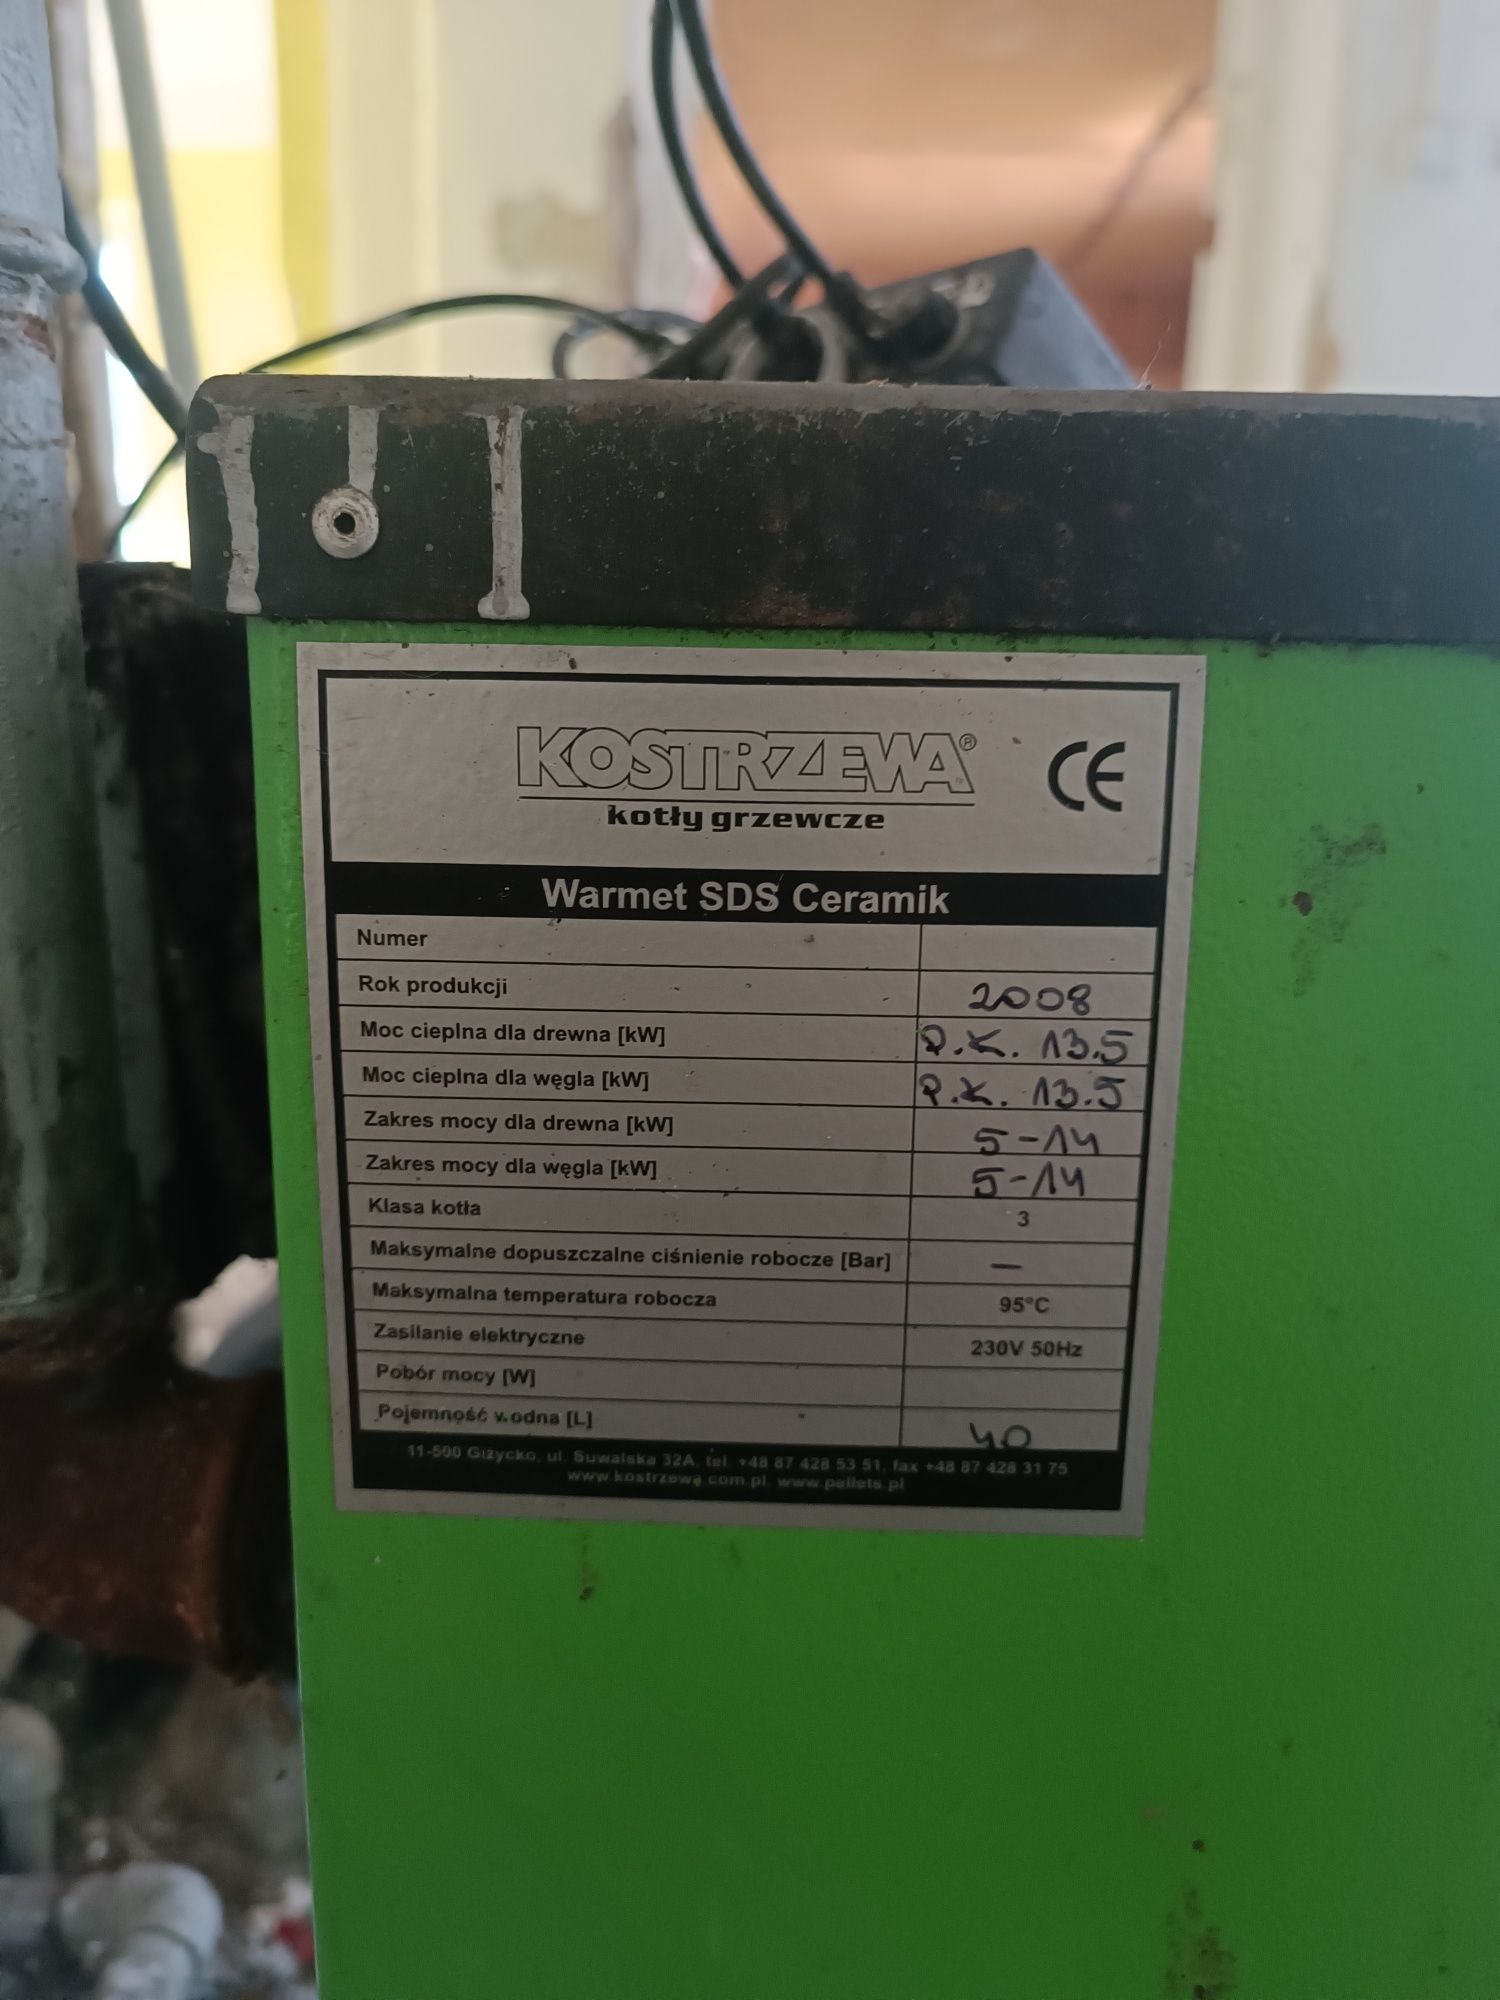 KOSTRZEWA®
kotły grzewcze
CE
Warmet SDS Ceramik
Numer
Rok produkcji 2008
Moc cieplna dla drewna [kW] P.K. 13.5
Moc cieplna dla węgla [kW] P.K. 13.5
Zakres mocy dla drewna [kW] 5-14
Zakres mocy dla węgla [kW] 5-14
Klasa kotła 3
Maksymalne dopuszczalne ciśnienie robocze [Bar] —
Maksymalna temperatura robocza 95°C
Zasilanie elektryczne 230V 50Hz
Pobór mocy [W]
Pojemność wodna [L] 40
11-500 Giżycko, ul. Suwalska 32A, tel. +48 87 428 53 51, fax +48 87 428 31 75
www.kostrzewa.com.pl, www.pellets.pl